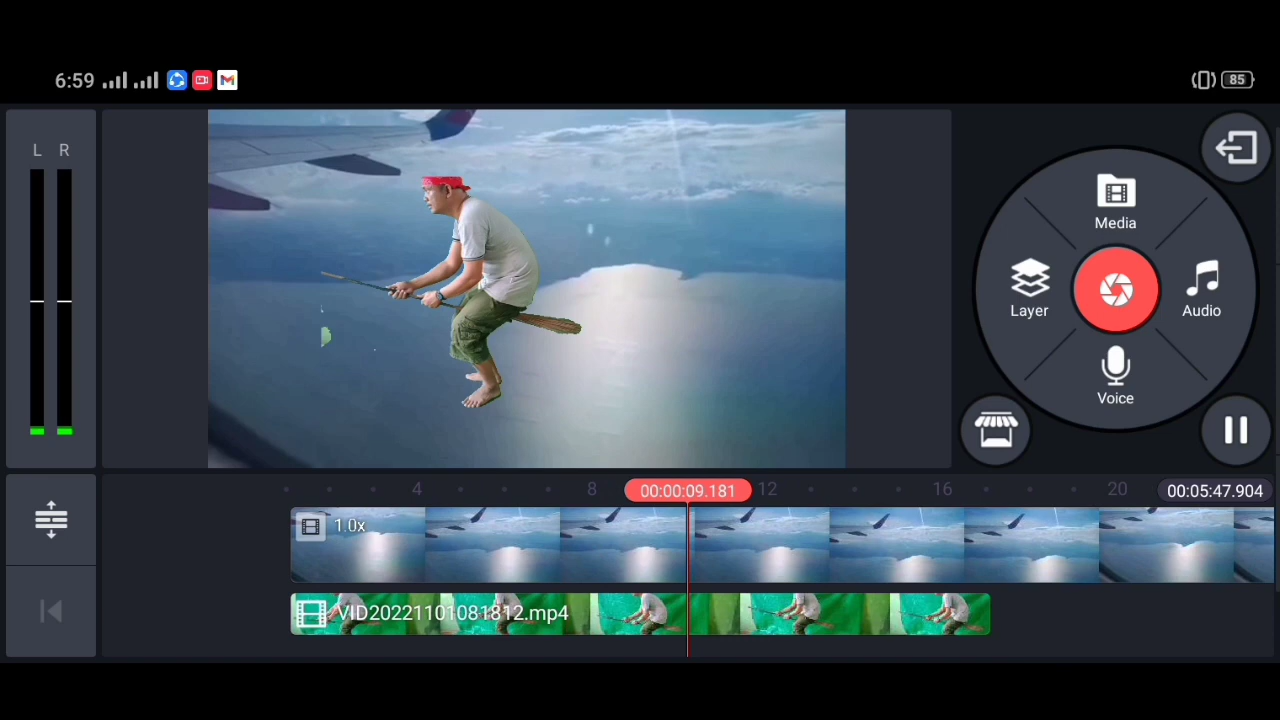 6:59
85
L R
Media
Layer
Audio
Voice
4
8
00:00:09.181
12
16
20
00:05:47.904
1.0x
VID20221101081812.mp4